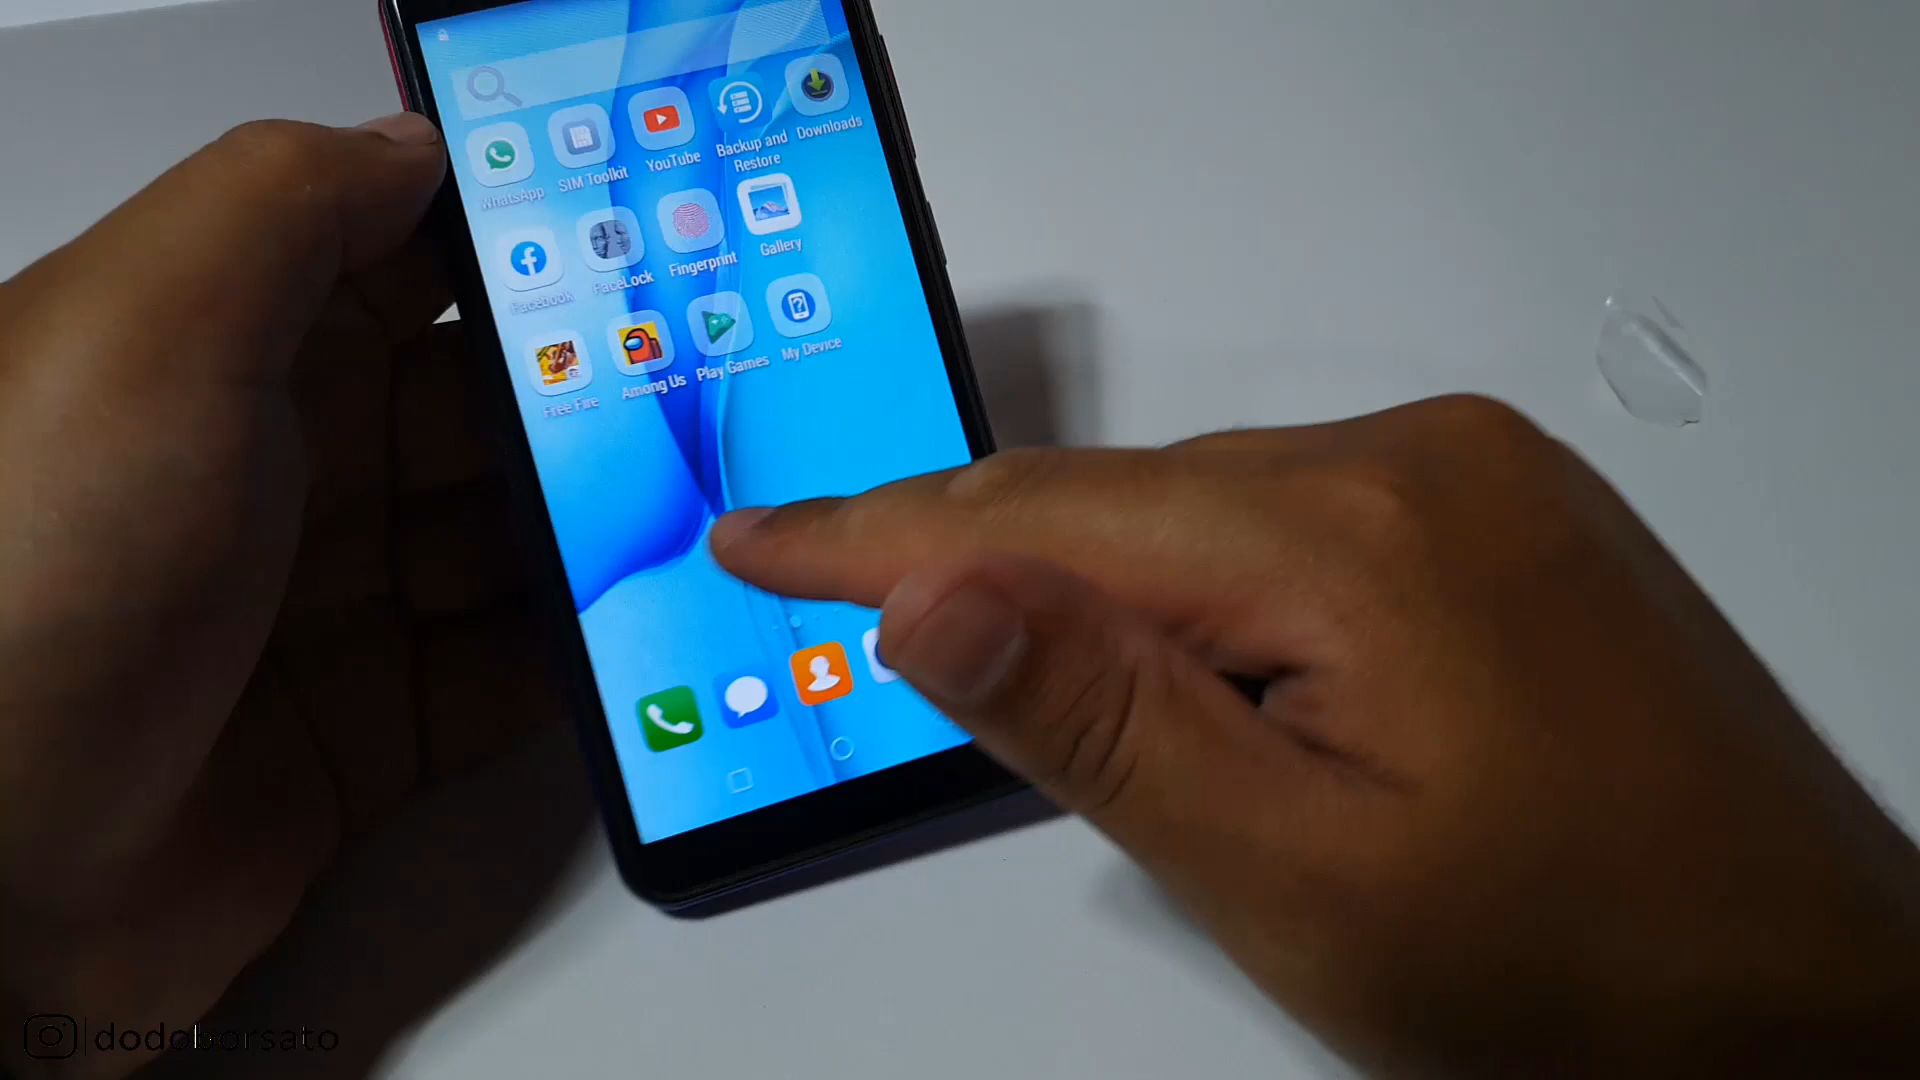 WhatsApp
SIM Toolkit
YouTube
Backup and
Restore
Downloads
Facebook
FaceLock
Fingerprint
Gallery
Free Fire
Among Us
Play Games
My Device
dodoborsato